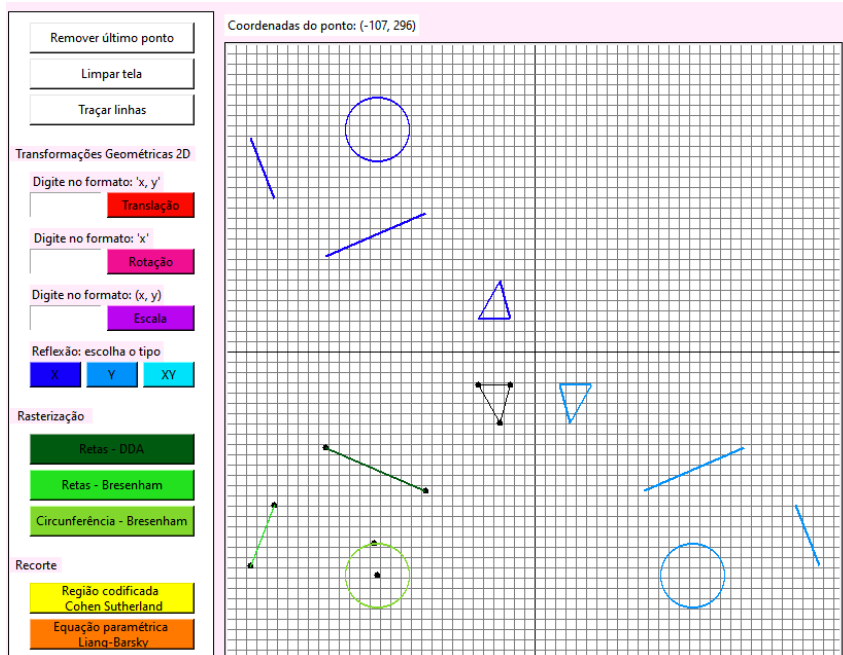 Coordenadas do ponto: (-107, 296)
Remover último ponto
Limpar tela
Traçar linhas
Transformações Geométricas 2D
Digite no formato: 'x, y'
Translação
Digite no formato: 'x'
Rotação
Digite no formato: (x, y)
Escala
Reflexão: escolha o tipo
X Y XY
Rasterização
Retas - DDA
Retas - Bresenham
Circunferência - Bresenham
Recorte
Região codificada
Cohen Sutherland
Equação paramétrica
Liang-Barsky